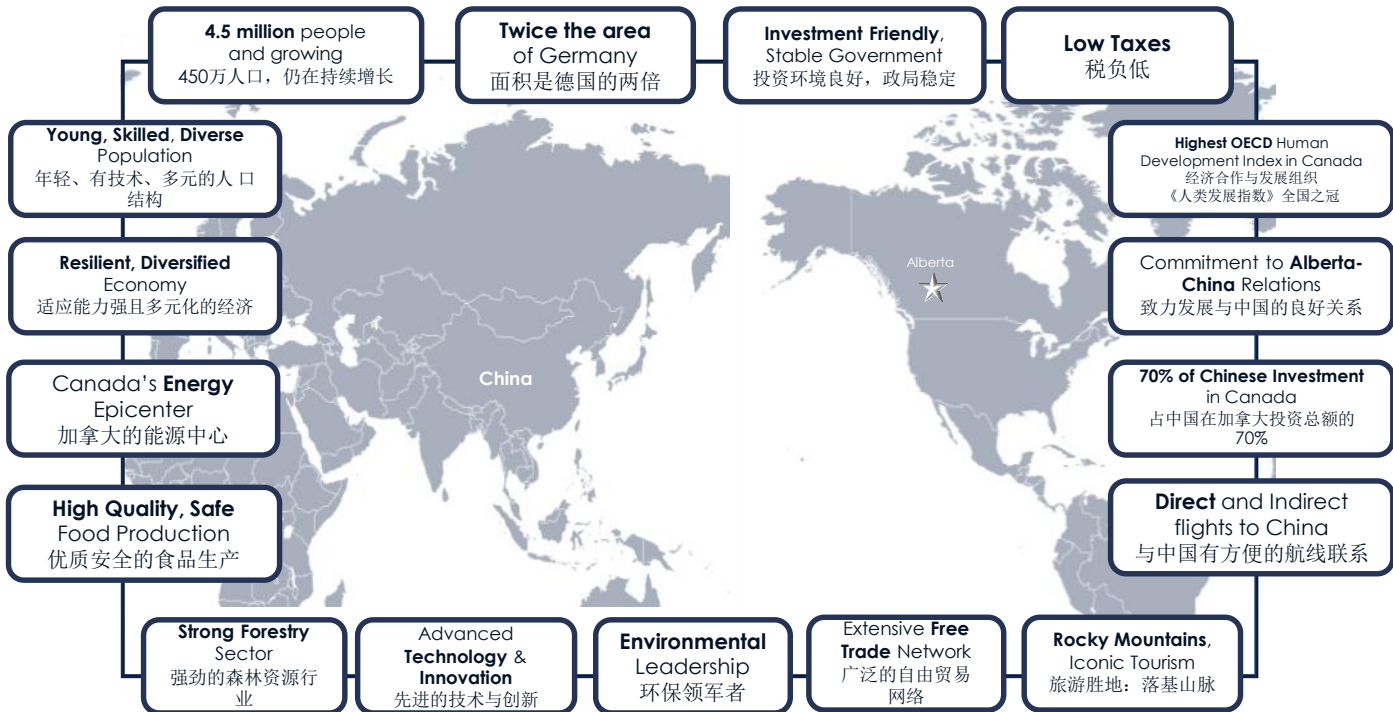 4.5 million people
and growing
450万人口，仍在持续增长
Twice the area
of Germany
面积是德国的两倍
Investment Friendly,
Stable Government
投资环境良好，政局稳定
Low Taxes
税负低
Young, Skilled, Diverse
Population
年轻、有技术、多元的人 口
结构
Highest OECD Human
Development Index in Canada
经济合作与发展组织
《人类发展指数》全国之冠
Resilient, Diversified
Economy
适应能力强且多元化的经济
Alberta
Commitment to Alberta-
China Relations
致力发展与中国的良好关系
Canada's Energy
Epicenter
加拿大的能源中心
China
70% of Chinese Investment
in Canada
占中国在加拿大投资总额的
70%
High Quality, Safe
Food Production
优质安全的食品生产
Direct and Indirect
flights to China
与中国有方便的航线联系
Strong Forestry
Sector
强劲的森林资源行
业
Advanced
Technology &
Innovation
先进的技术与创新
Environmental
Leadership
环保领军者
Extensive Free
Trade Network
广泛的自由贸易
网络
Rocky Mountains,
Iconic Tourism
旅游胜地：落基山脉